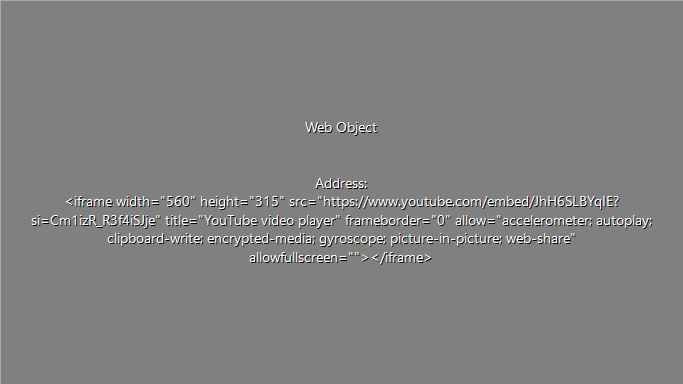 Web Object
Address:
<iframe width="560" height="315" src="https://www.youtube.com/embed/JhH6SLBYqIE?
si=Cm1izR_R3f4iSJje" title="YouTube video player" frameborder="0" allow="accelerometer; autoplay;
clipboard-write; encrypted-media; gyroscope; picture-in-picture; web-share"
allowfullscreen=""></iframe>